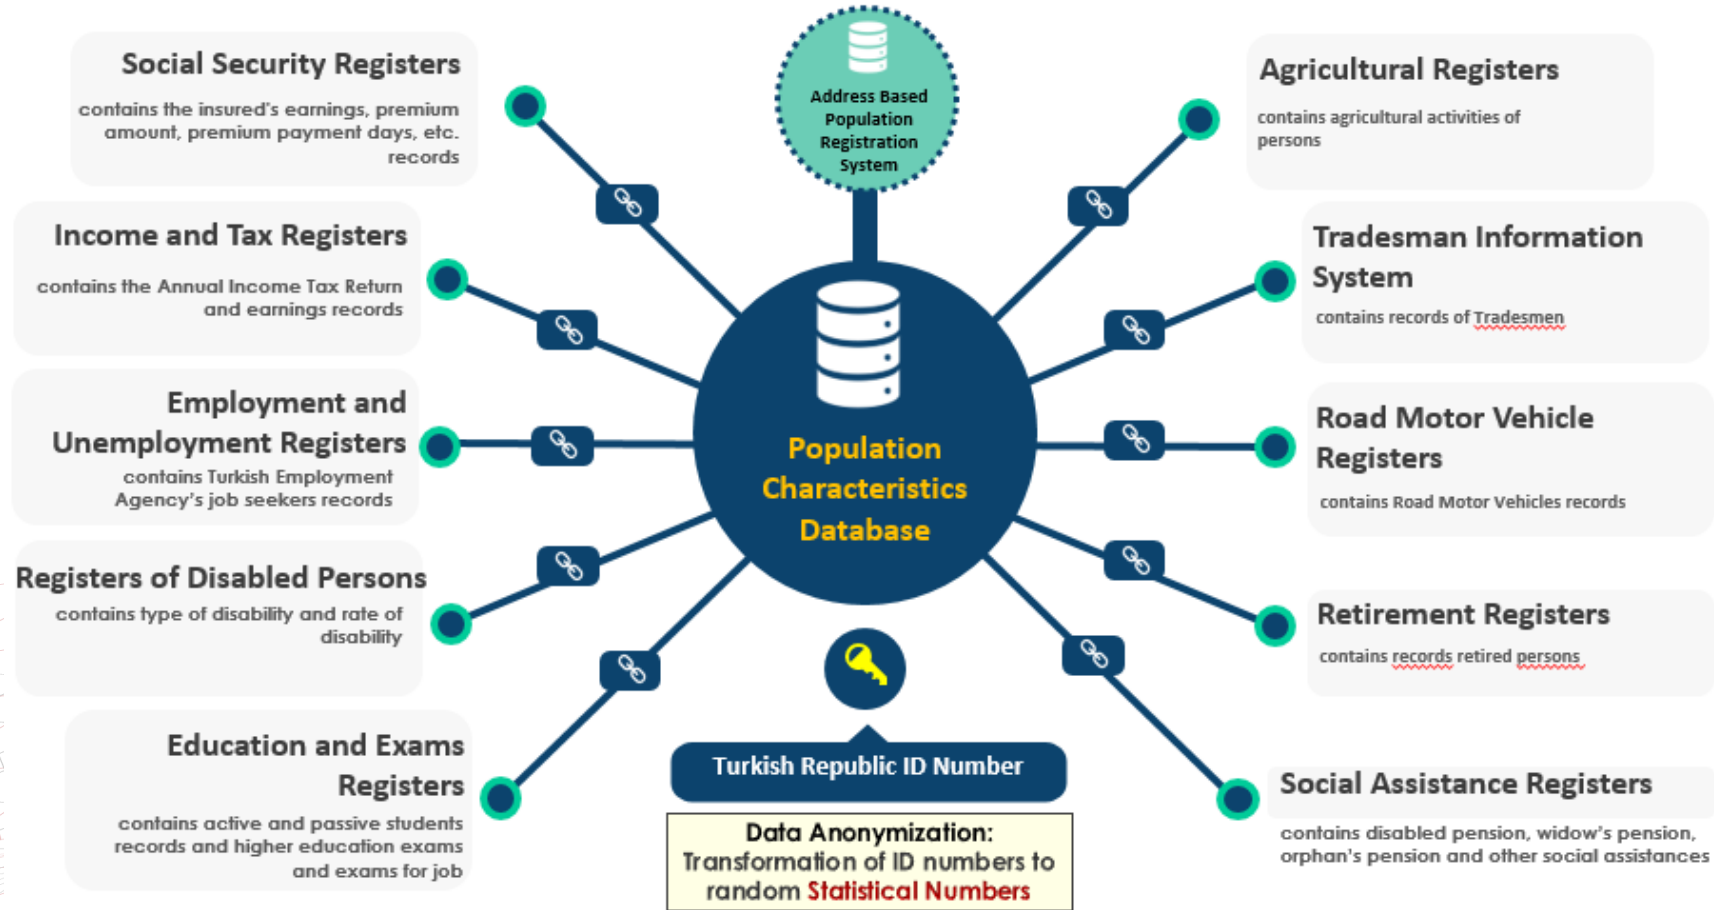 Social Security Registers
contains the insured's earnings, premium
amount, premium payment days, etc.
records
Income and Tax Registers
contains the Annual Income Tax Return
and earnings records
Employment and
Unemployment Registers
contains Turkish Employment
Agency's job seekers records
Registers of Disabled Persons
contains type of disability and rate of
disability
Education and Exams
Registers
contains active and passive students
records and higher education exams
and exams for job
Address Based
Population
Registration
System
Population
Characteristics
Database
Turkish Republic ID Number
Data Anonymization:
Transformation of ID numbers to
random Statistical Numbers
Agricultural Registers
contains agricultural activities of
persons
Tradesman Information
System
contains records of Tradesmen
Road Motor Vehicle
Registers
contains Road Motor Vehicles records
Retirement Registers
contains records retired persons
Social Assistance Registers
contains disabled pension, widow's pension,
orphan's pension and other social assistances